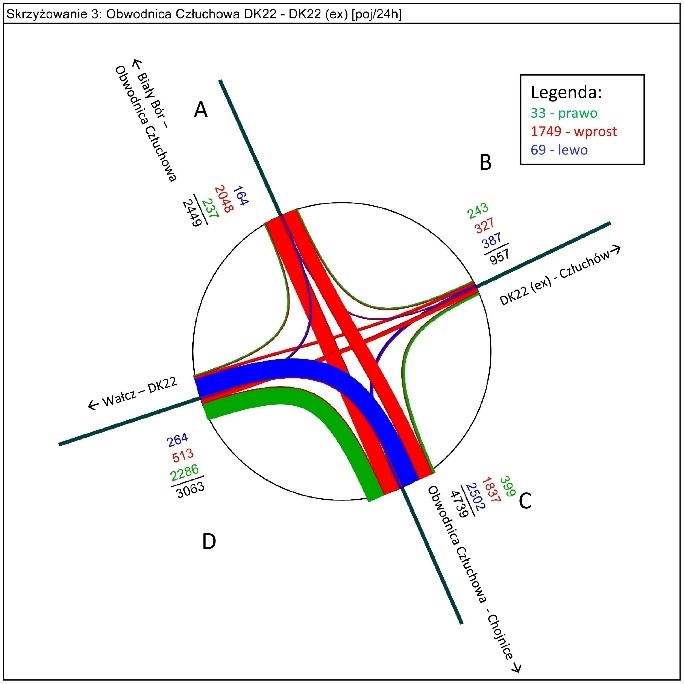 Skrzyżowanie 3: Obwodnica Człuchowa DK22 - DK22 (ex) [poj/24h]
Legenda:
33 - prawo
1749 - wprost
69 - lewo
← Biały Bór –
Obwodnica Człuchowa
A
164
2048
237
2449
B
243
327
387
957
DK22 (ex) - Człuchów→
← Wałcz – DK22
264
513
2286
3063
D
C
399
1837
2502
4739
Obwodnica Człuchowa - Chojnice →